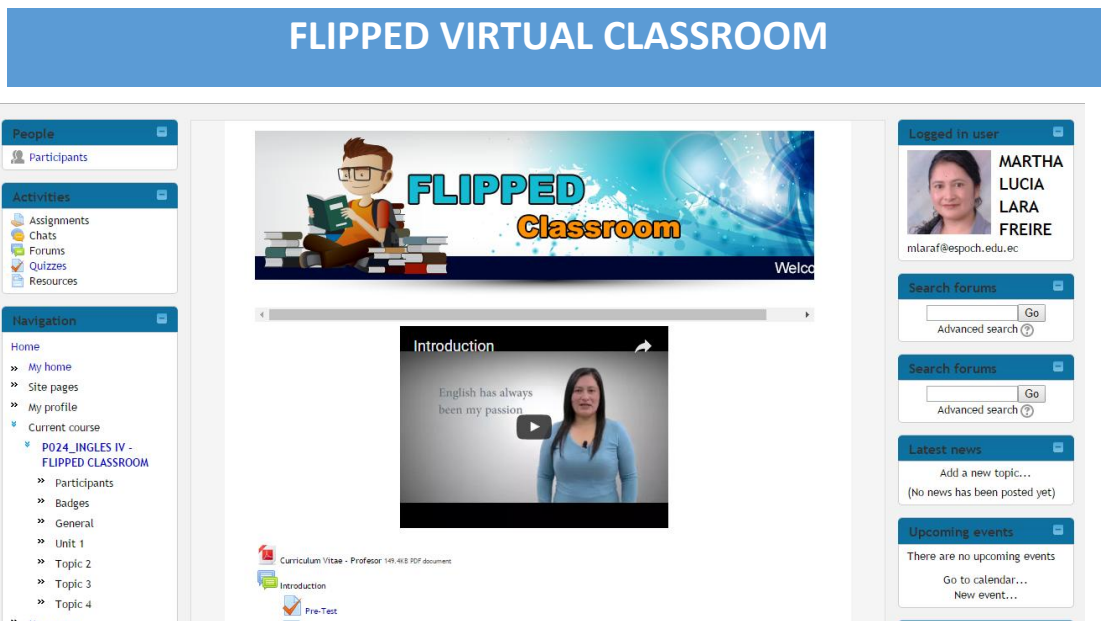 FLIPPED VIRTUAL CLASSROOM
People
Participants
Activities
Assignments
Chats
Forums
Quizzes
Resources
Navigation
Home
» My home
» Site pages
» My profile
Current course
P024_INGLES IV -
FLIPPED CLASSROOM
» Participants
» Badges
» General
» Unit 1
» Topic 2
» Topic 3
» Topic 4
FLIPPED
Classroom
Welco
Introduction
English has always
been my passion
Curriculum Vitae - Profesor 149.4KB PDF document
Introduction
Pre-Test
Logged in user
MARTHA
LUCIA
LARA
FREIRE
mlaraf@espoch.edu.ec
Search forums
Go
Advanced search ?
Search forums
Go
Advanced search ?
Latest news
Add a new topic...
(No news has been posted yet)
Upcoming events
There are no upcoming events
Go to calendar...
New event...